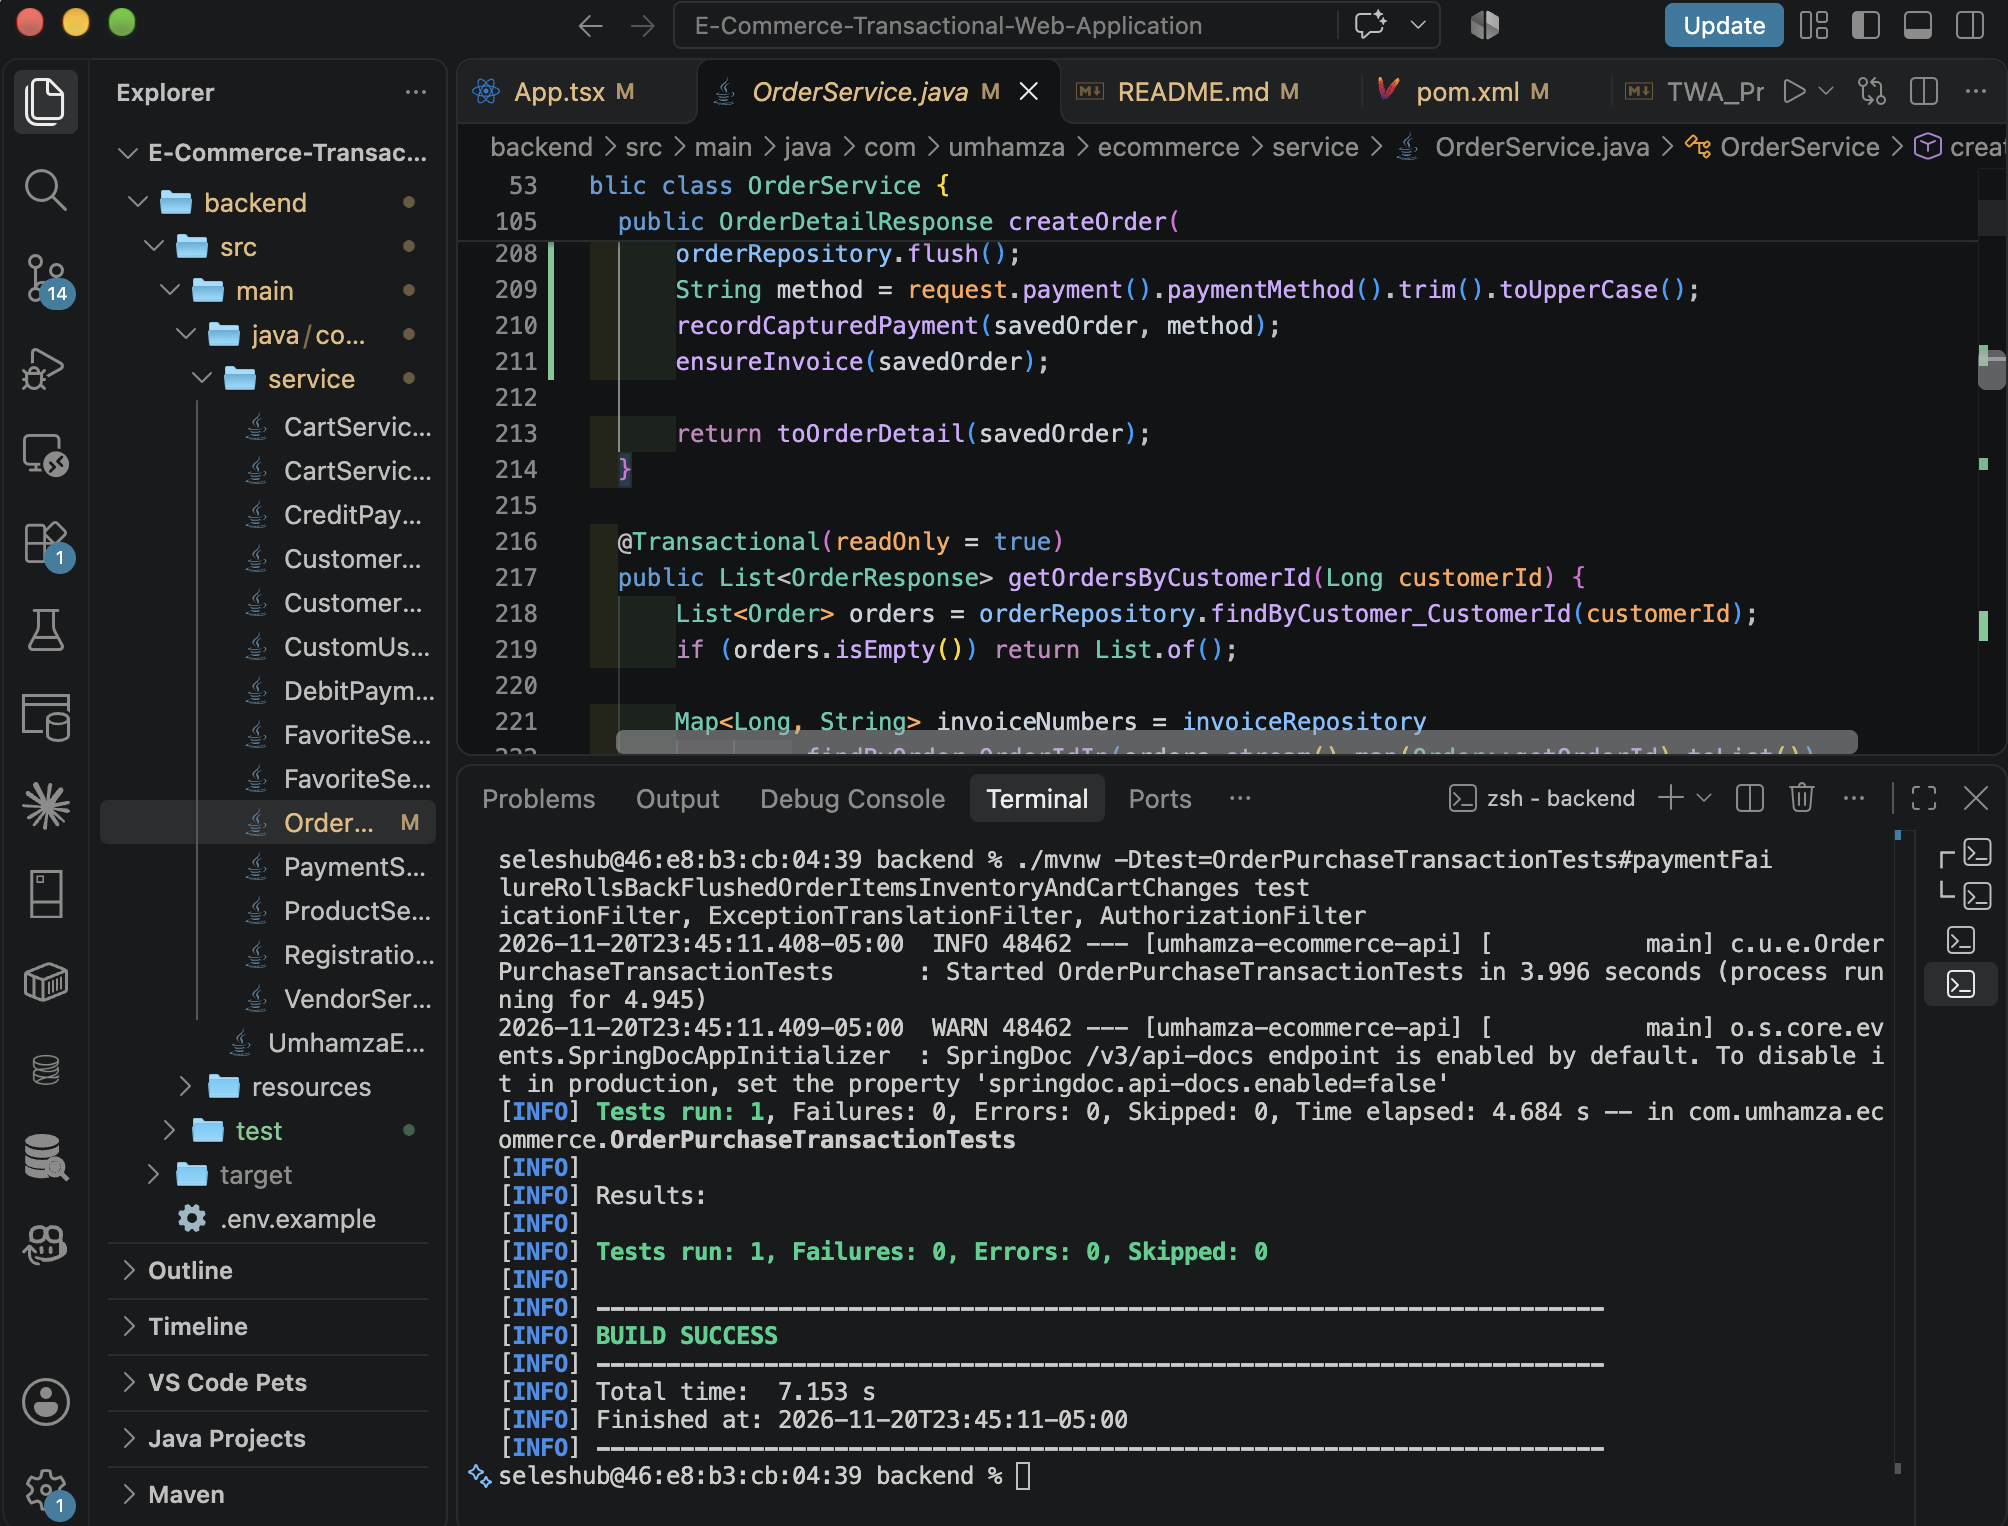 E-Commerce-Transactional-Web-Application
Update
Explorer
App.tsx M
OrderService.java M
README.md M
pom.xml M
TWA_Pr
backend > src > main > java > com > umhamza > ecommerce > service > OrderService.java > OrderService > crea
E-Commerce-Transac...
backend
src
main
java/co...
service
CartServic...
CartServic...
CreditPay...
Customer...
Customer...
CustomUs...
DebitPaym...
FavoriteSe...
FavoriteSe...
Order... M
PaymentS...
ProductSe...
Registratio...
VendorSer...
UmhamzaE...
resources
test
target
.env.example
Outline
Timeline
VS Code Pets
Java Projects
Maven
14
1
1
53 blic class OrderService {
105 public OrderDetailResponse createOrder(
208 orderRepository.flush();
209 String method = request.payment().paymentMethod().trim().toUpperCase();
210 recordCapturedPayment(savedOrder, method);
211 ensureInvoice(savedOrder);
212
213 return toOrderDetail(savedOrder);
214 }
215
216 @Transactional(readOnly = true)
217 public List<OrderResponse> getOrdersByCustomerId(Long customerId) {
218 List<Order> orders = orderRepository.findByCustomer_CustomerId(customerId);
219 if (orders.isEmpty()) return List.of();
220
221 Map<Long, String> invoiceNumbers = invoiceRepository
Problems Output Debug Console Terminal Ports
zsh - backend
seleshub@46:e8:b3:cb:04:39 backend % ./mvnw -Dtest=OrderPurchaseTransactionTests#paymentFai
lureRollsBackFlushedOrderItemsInventoryAndCartChanges test
icationFilter, ExceptionTranslationFilter, AuthorizationFilter
2026-11-20T23:45:11.408-05:00  INFO 48462 --- [umhamza-ecommerce-api] [           main] c.u.e.Order
PurchaseTransactionTests      : Started OrderPurchaseTransactionTests in 3.996 seconds (process run
ning for 4.945)
2026-11-20T23:45:11.409-05:00  WARN 48462 --- [umhamza-ecommerce-api] [           main] o.s.core.ev
ents.SpringDocAppInitializer  : SpringDoc /v3/api-docs endpoint is enabled by default. To disable i
t in production, set the property 'springdoc.api-docs.enabled=false'
[INFO] Tests run: 1, Failures: 0, Errors: 0, Skipped: 0, Time elapsed: 4.684 s -- in com.umhamza.ec
ommerce.OrderPurchaseTransactionTests
[INFO]
[INFO] Results:
[INFO]
[INFO] Tests run: 1, Failures: 0, Errors: 0, Skipped: 0
[INFO]
[INFO] ------------------------------------------------------------------------
[INFO] BUILD SUCCESS
[INFO] ------------------------------------------------------------------------
[INFO] Total time:  7.153 s
[INFO] Finished at: 2026-11-20T23:45:11-05:00
[INFO] ------------------------------------------------------------------------
seleshub@46:e8:b3:cb:04:39 backend %